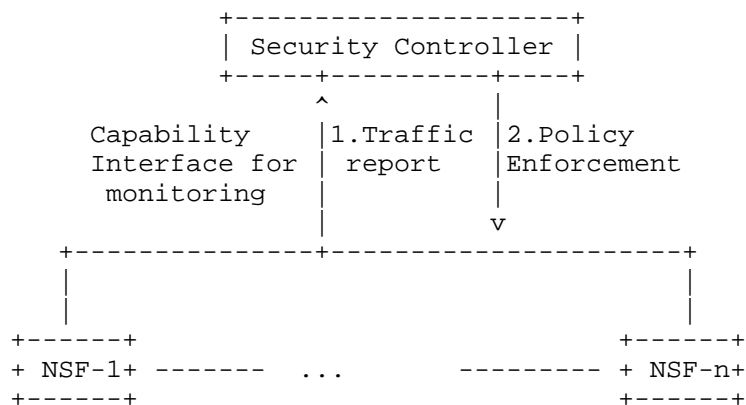 Security Controller
Capability 1.Traffic 2.Policy
Interface for report Enforcement
monitoring
NSF-1 ------- ... --------- NSF-n